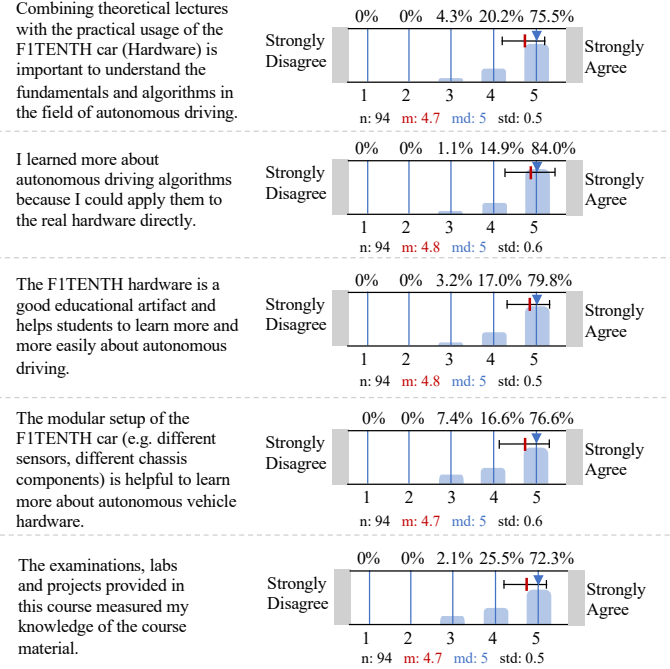 Combining theoretical lectures
with the practical usage of the
F1TENTH car (Hardware) is
important to understand the
fundamentals and algorithms in
the field of autonomous driving.
0% 0% 4.3% 20.2% 75.5%
Strongly
Disagree
Strongly
Agree
1 2 3 4 5
n: 94 m: 4.7 md: 5 std: 0.5
I learned more about
autonomous driving algorithms
because I could apply them to
the real hardware directly.
0% 0% 1.1% 14.9% 84.0%
Strongly
Disagree
Strongly
Agree
1 2 3 4 5
n: 94 m: 4.8 md: 5 std: 0.6
The F1TENTH hardware is a
good educational artifact and
helps students to learn more and
more easily about autonomous
driving.
0% 0% 3.2% 17.0% 79.8%
Strongly
Disagree
Strongly
Agree
1 2 3 4 5
n: 94 m: 4.8 md: 5 std: 0.5
The modular setup of the
F1TENTH car (e.g. different
sensors, different chassis
components) is helpful to learn
more about autonomous vehicle
hardware.
0% 0% 7.4% 16.6% 76.6%
Strongly
Disagree
Strongly
Agree
1 2 3 4 5
n: 94 m: 4.7 md: 5 std: 0.6
The examinations, labs
and projects provided in
this course measured my
knowledge of the course
material.
0% 0% 2.1% 25.5% 72.3%
Strongly
Disagree
Strongly
Agree
1 2 3 4 5
n: 94 m: 4.7 md: 5 std: 0.5